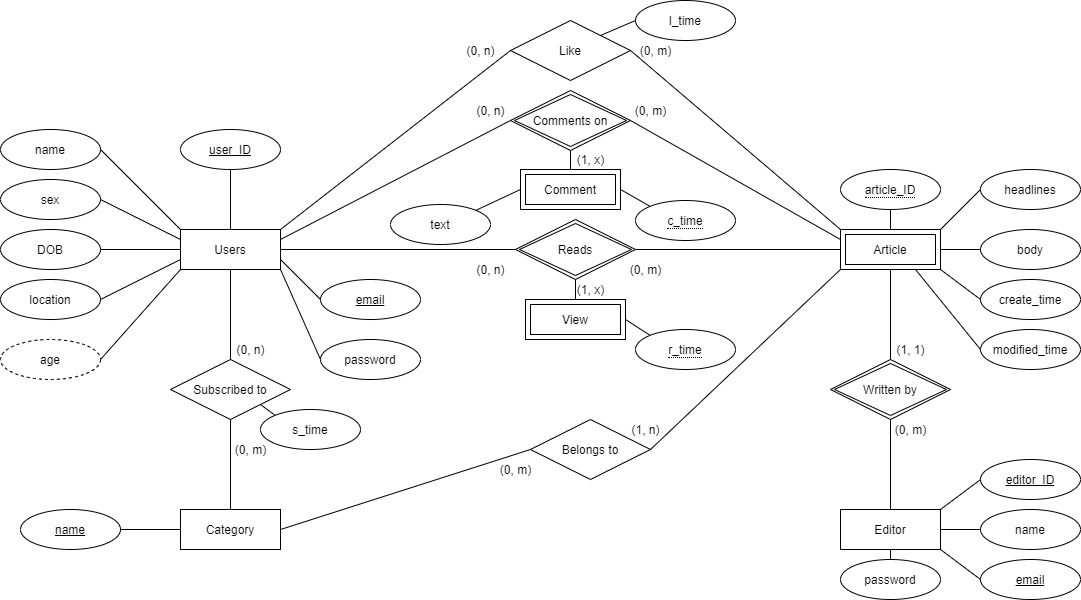 l_time
Like
(0, n)
(0, m)
(0, n)
(0, m)
Comments on
name
user_ID
(1, x)
Comment
article_ID
headlines
sex
text
c_time
Users
DOB
Reads
Article
body
(0, n)
(0, m)
(1, x)
location
email
View
create_time
age
password
r_time
modified_time
(0, n)
(1, 1)
Subscribed to
Written by
s_time
(1, n)
(0, m)
(0, m)
Belongs to
(0, m)
editor_ID
name
Category
Editor
name
password
email